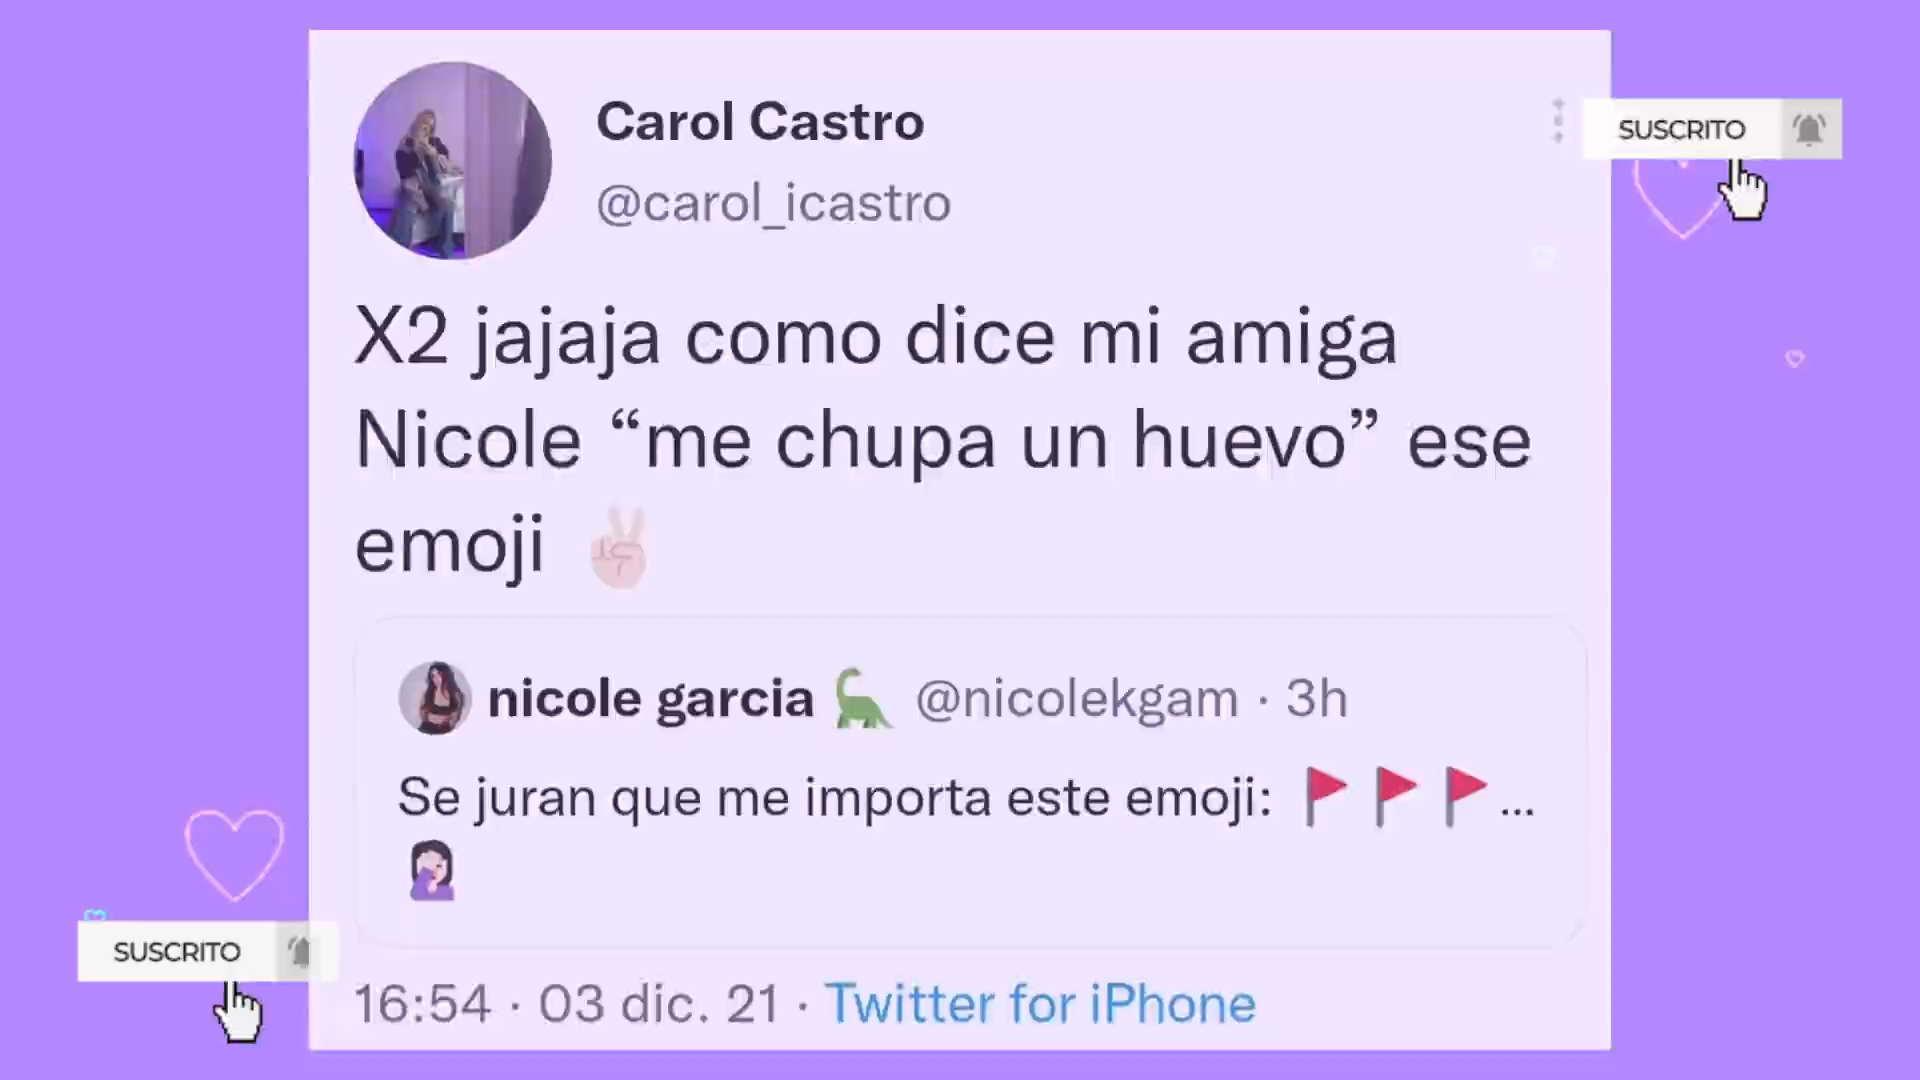 Carol Castro
@carol_icastro
SUSCRITO
X2 jajaja como dice mi amiga
Nicole “me chupa un huevo” ese
emoji ✌🏻
nicole garcia 🦕 @nicolekgam · 3h
Se juran que me importa este emoji: 🚩🚩🚩...
🤦🏻‍♀️
SUSCRITO
16:54 · 03 dic. 21 · Twitter for iPhone